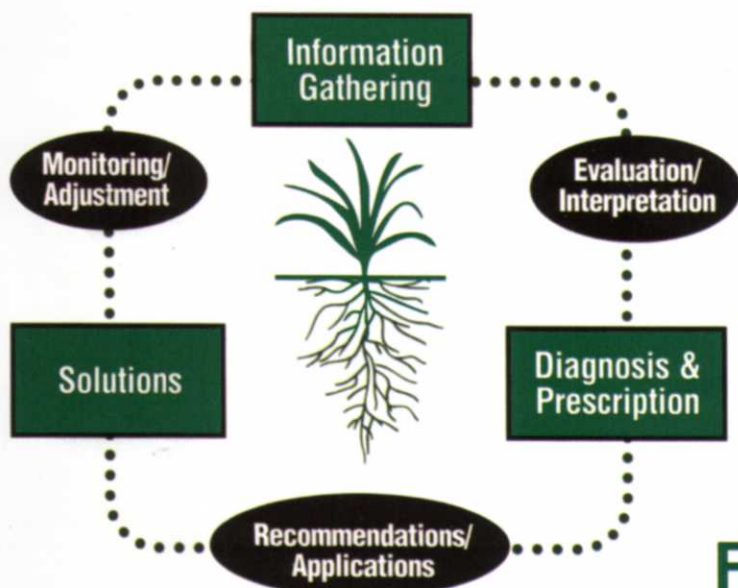 Information
Gathering
Monitoring/
Adjustment
Evaluation/
Interpretation
Solutions
Diagnosis &
Prescription
Recommendations/
Applications